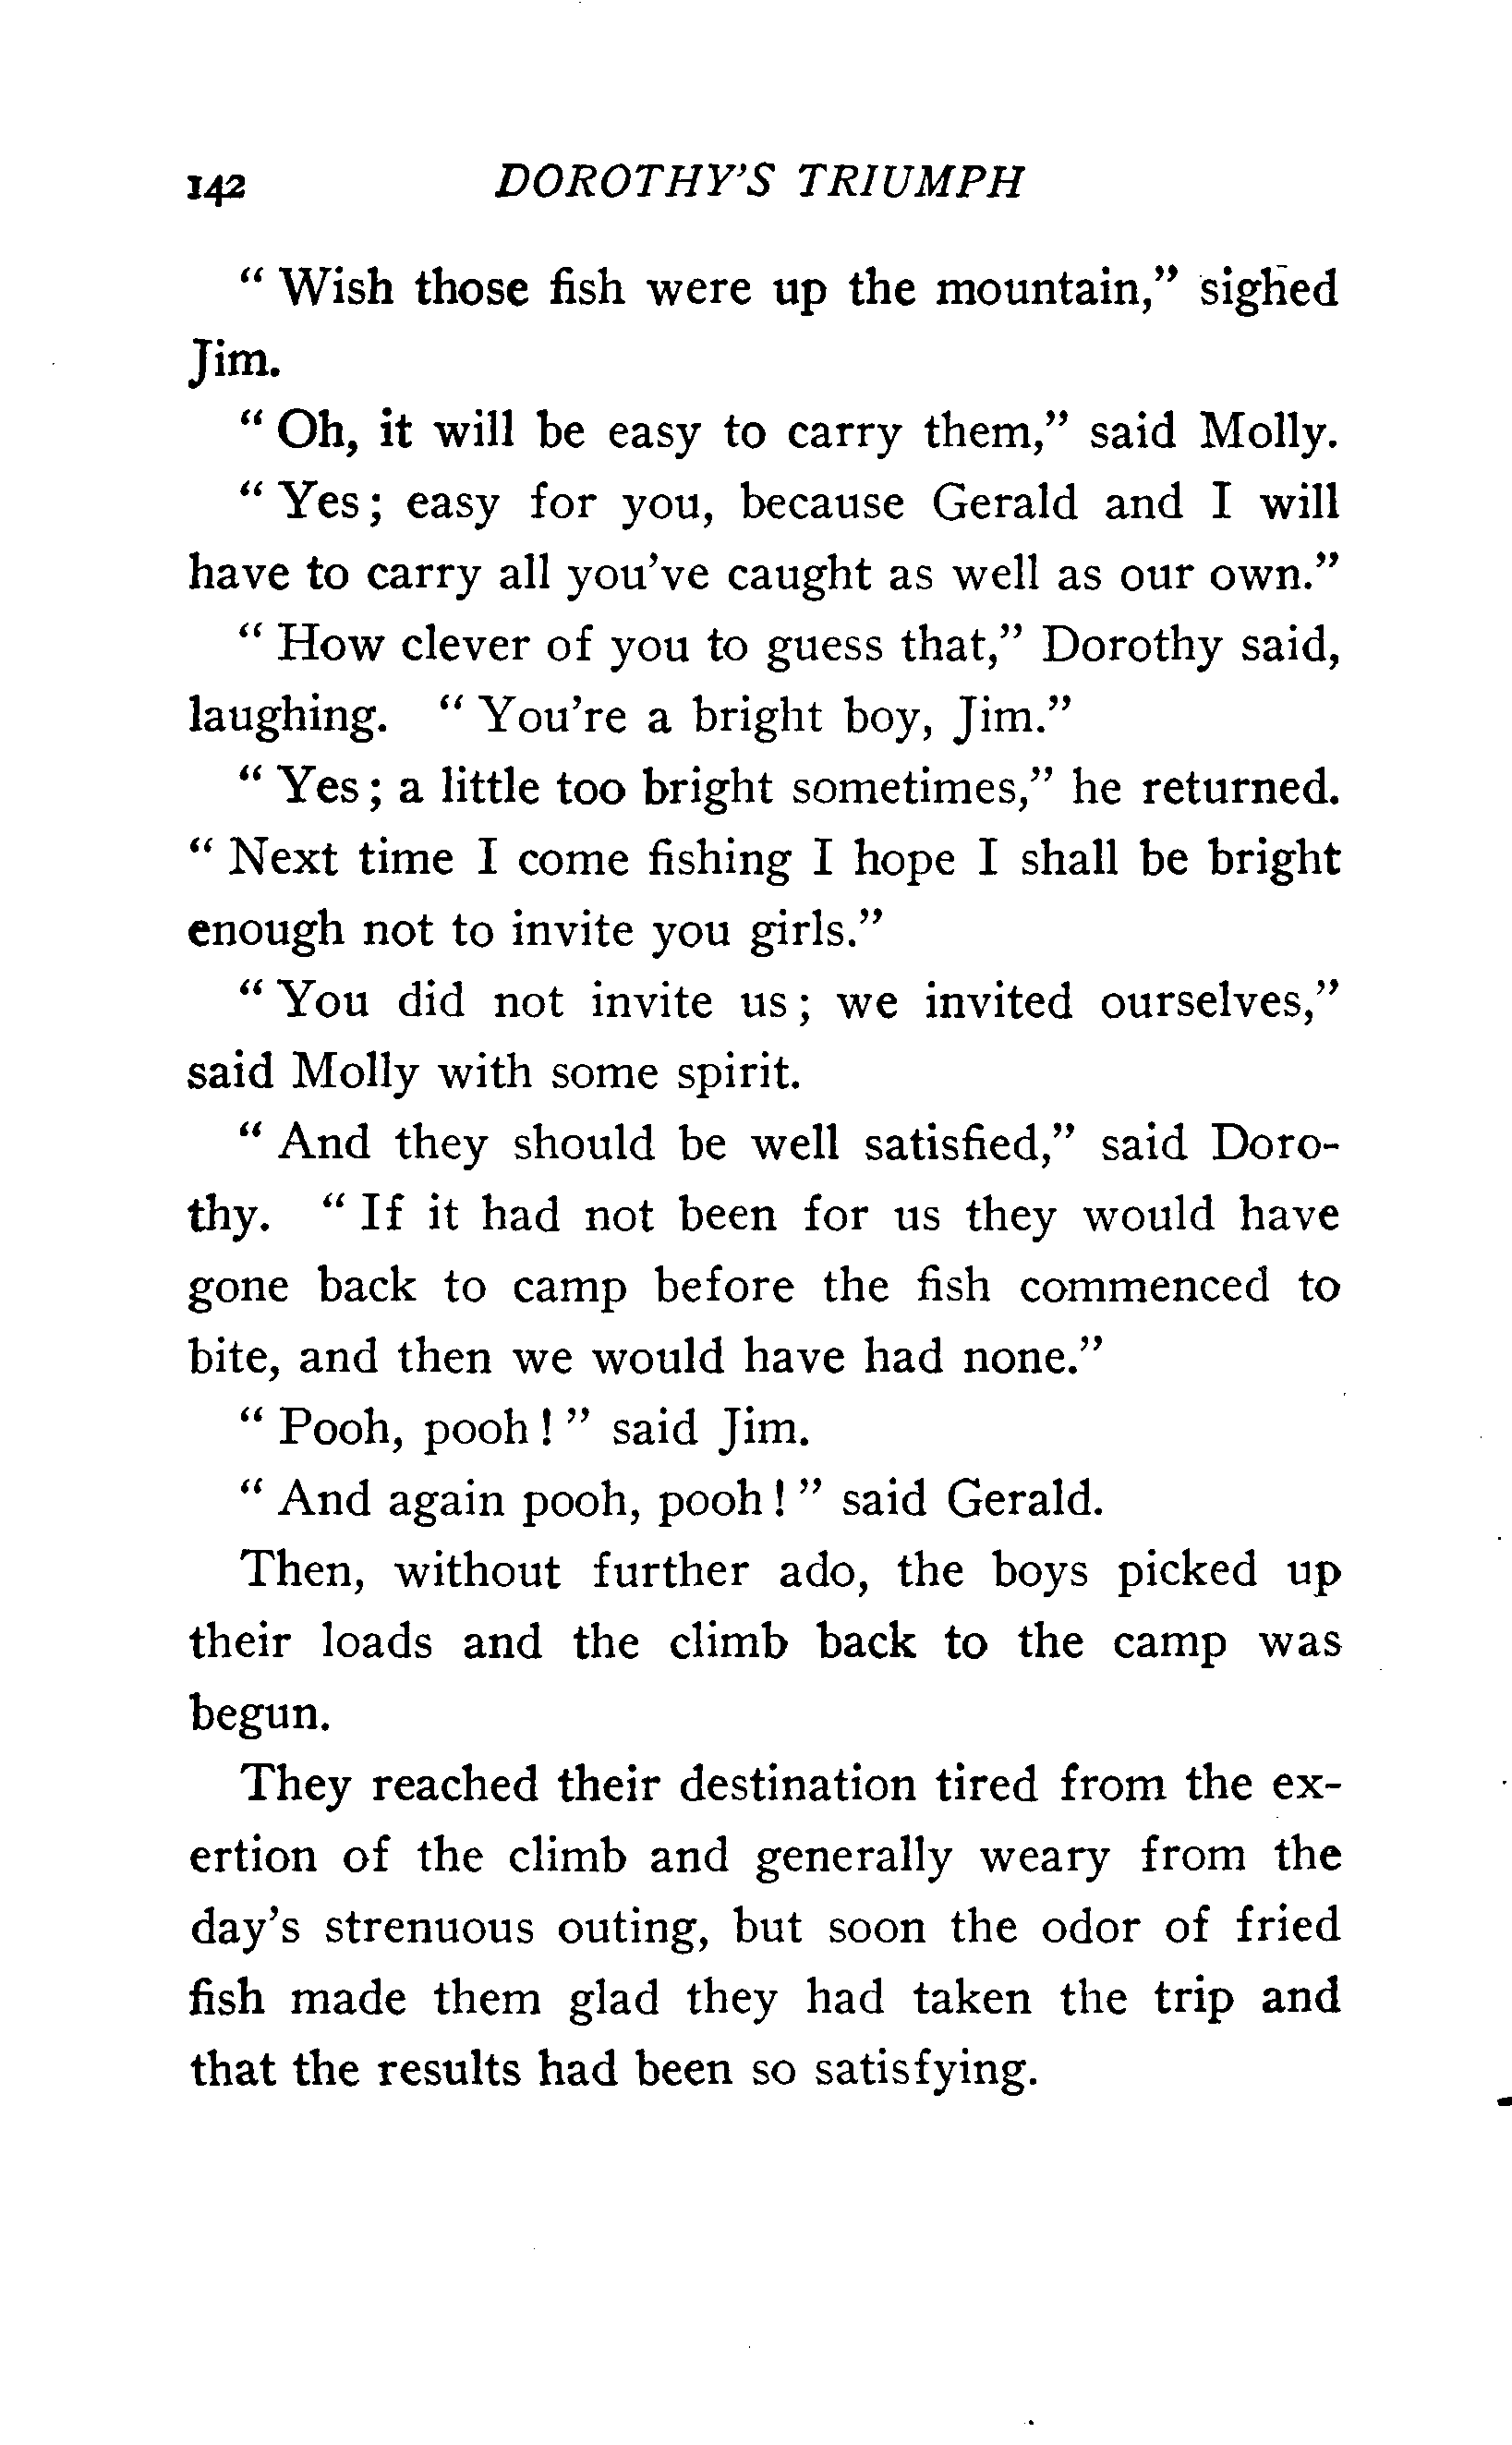 142 DOROTHY'S TRIUMPH
" Wish those fish were up the mountain," sighed
Jim.
" Oh, it will be easy to carry them," said Molly.
" Yes ; easy for you, because Gerald and I will
have to carry all you've caught as well as our own."
" How clever of you to guess that," Dorothy said,
laughing. " You're a bright boy, Jim."
" Yes ; a little too bright sometimes," he returned.
" Next time I come fishing I hope I shall be bright
enough not to invite you girls."
" You did not invite us ; we invited ourselves,"
said Molly with some spirit.
" And they should be well satisfied," said Doro-
thy. " If it had not been for us they would have
gone back to camp before the fish commenced to
bite, and then we would have had none."
" Pooh, pooh ! " said Jim.
" And again pooh, pooh ! " said Gerald.
Then, without further ado, the boys picked up
their loads and the climb back to the camp was
begun.
They reached their destination tired from the ex-
ertion of the climb and generally weary from the
day's strenuous outing, but soon the odor of fried
fish made them glad they had taken the trip and
that the results had been so satisfying.